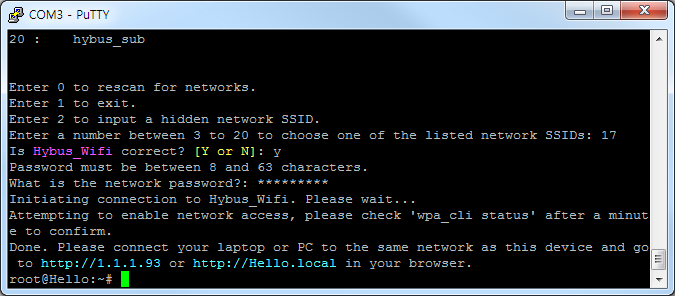 COM3 - PuTTY
20 :    hybus_sub
Enter 0 to rescan for networks.
Enter 1 to exit.
Enter 2 to input a hidden network SSID.
Enter a number between 3 to 20 to choose one of the listed network SSIDs: 17
Is Hybus_Wifi correct? [Y or N]: y
Password must be between 8 and 63 characters.
What is the network password?: *********
Initiating connection to Hybus_Wifi. Please wait...
Attempting to enable network access, please check 'wpa_cli status' after a minut
e to confirm.
Done. Please connect your laptop or PC to the same network as this device and go
 to http://1.1.1.93 or http://Hello.local in your browser.
root@Hello:~#